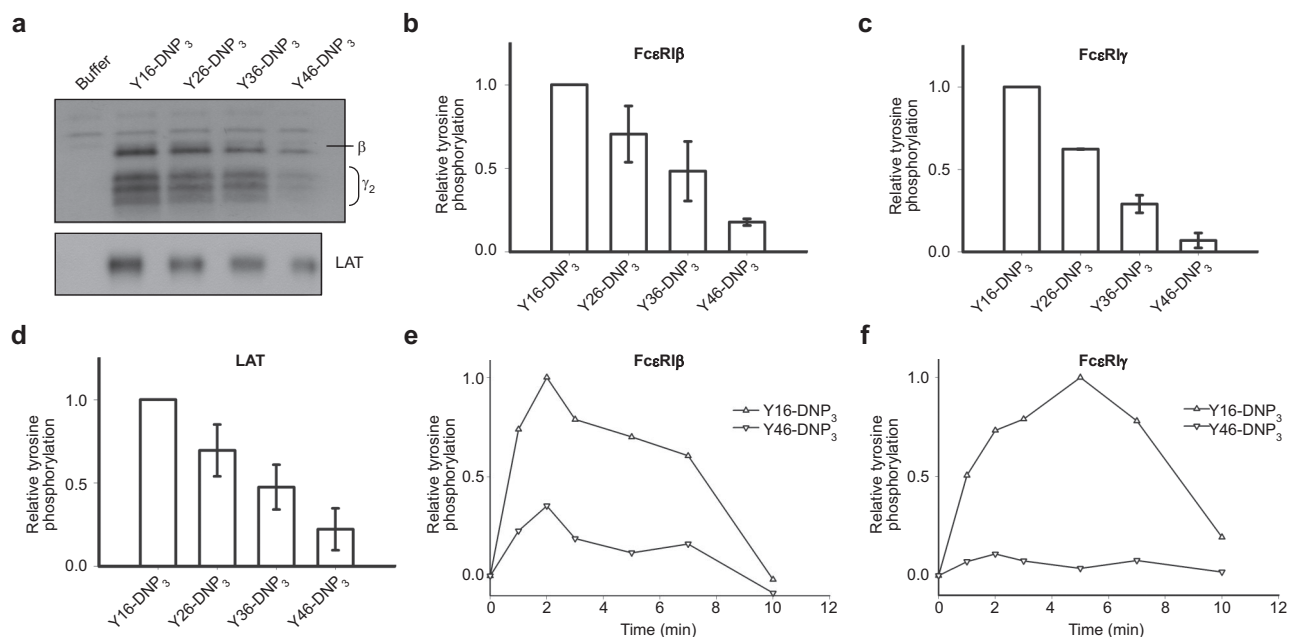 a
Buffer
Y16-DNP3
Y26-DNP3
Y36-DNP3
Y46-DNP3
β
γ2
LAT
b
FcεRIβ
Relative tyrosine
phosphorylation
1.0
0.5
0.0
Y16-DNP3
Y26-DNP3
Y36-DNP3
Y46-DNP3
c
FcεRIγ
Relative tyrosine
phosphorylation
1.0
0.5
0.0
Y16-DNP3
Y26-DNP3
Y36-DNP3
Y46-DNP3
d
LAT
Relative tyrosine
phosphorylation
1.0
0.5
0.0
Y16-DNP3
Y26-DNP3
Y36-DNP3
Y46-DNP3
e
FcεRIβ
Relative tyrosine
phosphorylation
1.0
0.5
0.0
Y16-DNP3
Y46-DNP3
0 2 4 6 8 10 12
Time (min)
f
FcεRIγ
Relative tyrosine
phosphorylation
1.0
0.5
0.0
Y16-DNP3
Y46-DNP3
0 2 4 6 8 10 12
Time (min)